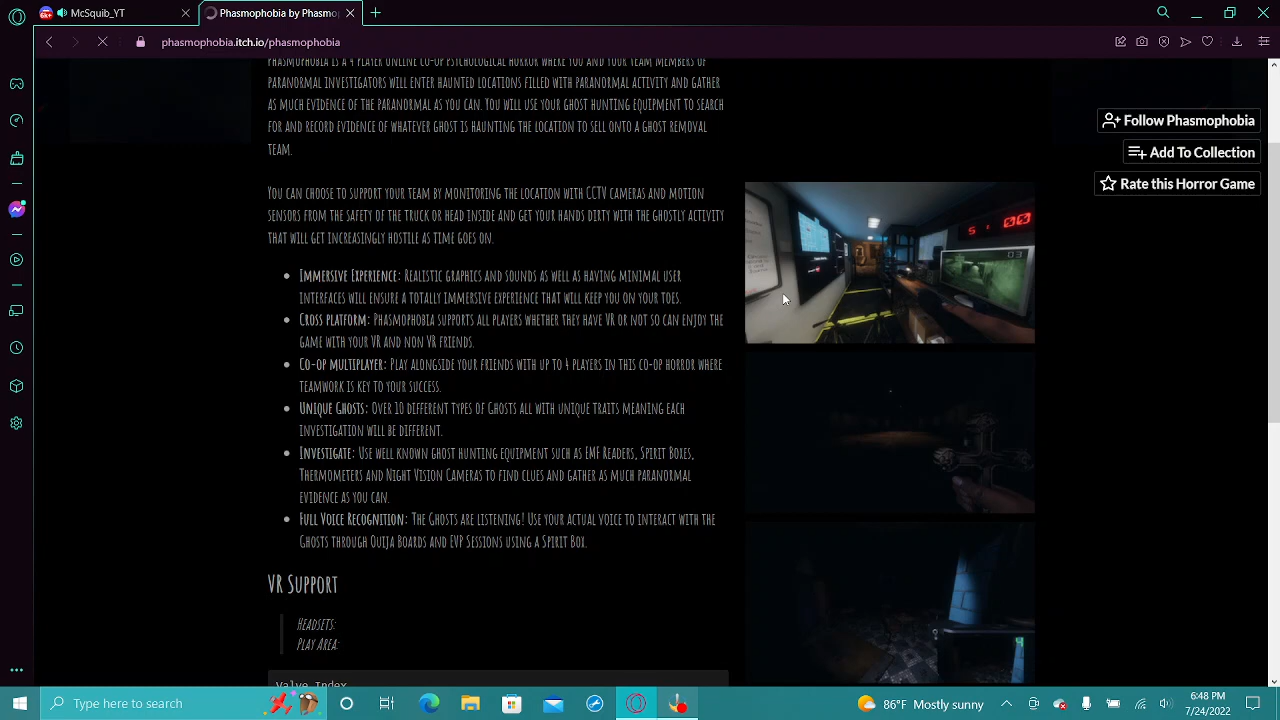 McSquib_YT
Phasmophobia by Phasmop
phasmophobia.itch.io/phasmophobia
Phasmophobia is a 4 player online co-op psychological horror where you and your team members of
paranormal investigators will enter haunted locations filled with paranormal activity and gather
as much evidence of the paranormal as you can. You will use your ghost hunting equipment to search
for and record evidence of whatever ghost is haunting the location to sell onto a ghost removal
team.
You can choose to support your team by monitoring the location with CCTV cameras and motion
sensors from the safety of the truck or head inside and get your hands dirty with the ghostly activity
that will get increasingly hostile as time goes on.
Immersive Experience: Realistic graphics and sounds as well as having minimal user
interfaces will ensure a totally immersive experience that will keep you on your toes.
Cross platform: Phasmophobia supports all players whether they have VR or not so can enjoy the
game with your VR and non VR friends.
Co-op multiplayer: Play alongside your friends with up to 4 players in this co-op horror where
teamwork is key to your success.
Unique Ghosts: Over 10 different types of Ghosts all with unique traits meaning each
investigation will be different.
Investigate: Use well known ghost hunting equipment such as EMF Readers, Spirit Boxes,
Thermometers and Night Vision Cameras to find clues and gather as much paranormal
evidence as you can.
Full Voice Recognition: The Ghosts are listening! Use your actual voice to interact with the
Ghosts through Ouija Boards and EVP Sessions using a Spirit Box.
VR Support
Headsets:
Play Area:
Valve Index
Follow Phasmophobia
Add To Collection
Rate this Horror Game
5 : 00
03
Type here to search
86°F Mostly sunny
6:48 PM
7/24/2022